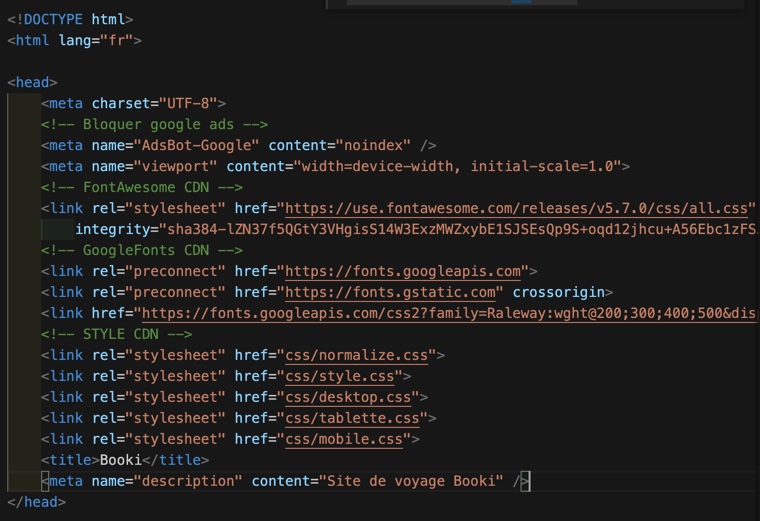 <!DOCTYPE html>
<html lang="fr">
<head>
<meta charset="UTF-8">
<!-- Bloquer google ads -->
<meta name="AdsBot-Google" content="noindex" />
<meta name="viewport" content="width=device-width, initial-scale=1.0">
<!-- FontAwesome CDN -->
<link rel="stylesheet" href="https://use.fontawesome.com/releases/v5.7.0/css/all.css"
integrity="sha384-lZN37f5QGtY3VHgisS14W3ExzMWZxybE1SJSEsQp9S+oqd12jhcu+A56Ebc1zFS
<!-- GoogleFonts CDN -->
<link rel="preconnect" href="https://fonts.googleapis.com">
<link rel="preconnect" href="https://fonts.gstatic.com" crossorigin>
<link href="https://fonts.googleapis.com/css2?family=Raleway:wght@200;300;400;500&dis
<!-- STYLE CDN -->
<link rel="stylesheet" href="css/normalize.css">
<link rel="stylesheet" href="css/style.css">
<link rel="stylesheet" href="css/desktop.css">
<link rel="stylesheet" href="css/tablette.css">
<link rel="stylesheet" href="css/mobile.css">
<title>Booki</title>
<meta name="description" content="Site de voyage Booki" />
</head>